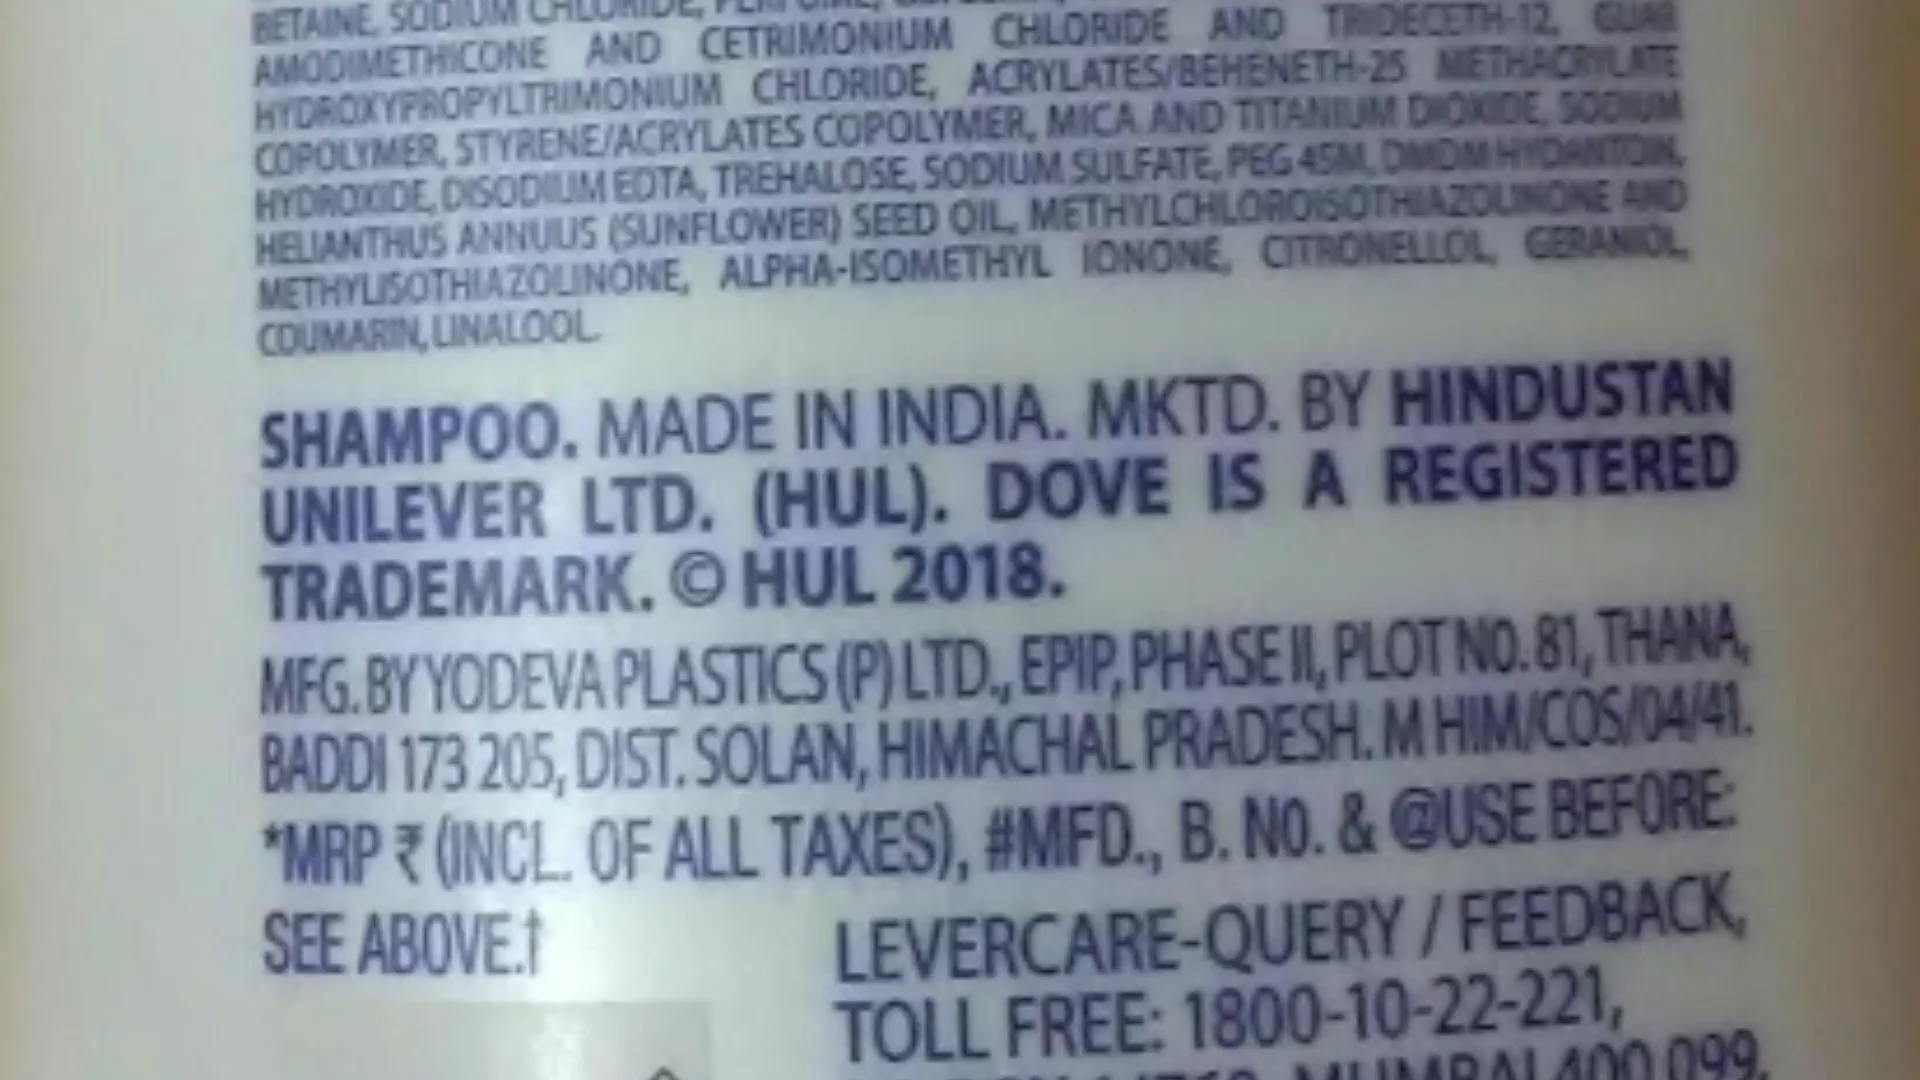 BETAINE, SODIUM CHLORIDE, PERFUME,
AMODIMETHICONE AND CETRIMONIUM CHLORIDE AND TRIDECETH-12, GUAR
HYDROXYPROPYLTRIMONIUM CHLORIDE, ACRYLATES/BEHENETH-25 METHACRYLATE
COPOLYMER, STYRENE/ACRYLATES COPOLYMER, MICA AND TITANIUM DIOXIDE, SODIUM
HYDROXIDE, DISODIUM EDTA, TREHALOSE, SODIUM SULFATE, PEG 45M, DMDM HYDANTOIN,
HELIANTHUS ANNUUS (SUNFLOWER) SEED OIL, METHYLCHLOROISOTHIAZOLINONE AND
METHYLISOTHIAZOLINONE, ALPHA-ISOMETHYL IONONE, CITRONELLOL, GERANIOL,
COUMARIN, LINALOOL.
SHAMPOO. MADE IN INDIA. MKTD. BY HINDUSTAN
UNILEVER LTD. (HUL). DOVE IS A REGISTERED
TRADEMARK. © HUL 2018.
MFG. BY YODEVA PLASTICS (P) LTD., EPIP, PHASE II, PLOT NO. 81, THANA,
BADDI 173 205, DIST. SOLAN, HIMACHAL PRADESH. M HIM/COS/04/41.
*MRP ₹ (INCL. OF ALL TAXES), #MFD., B. NO. & @USE BEFORE:
SEE ABOVE.†
LEVERCARE-QUERY / FEEDBACK,
TOLL FREE: 1800-10-22-221,
MUMBAI 400 099.